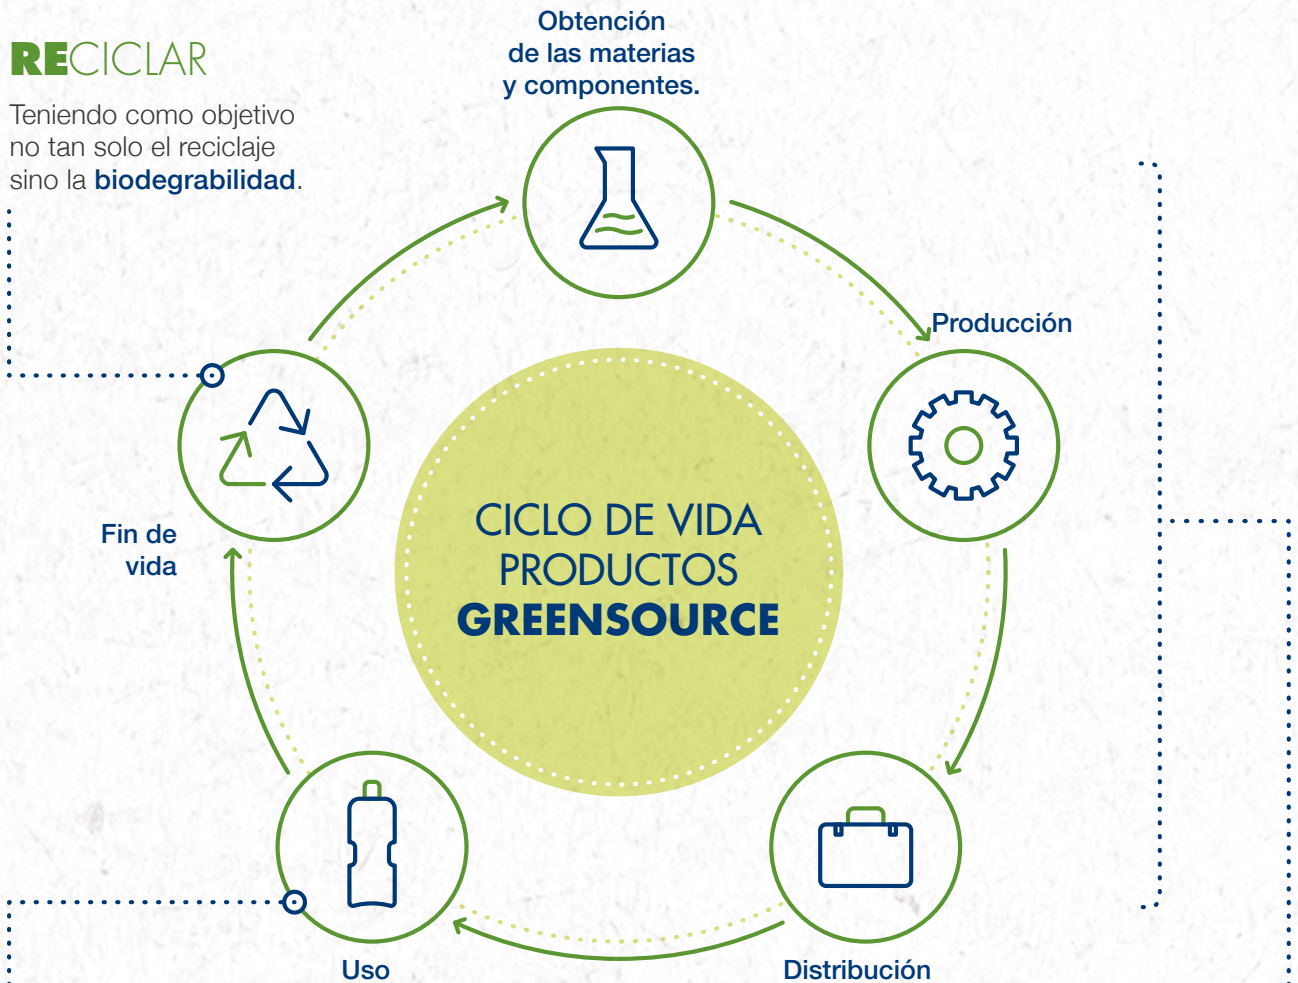 RECICLAR
Teniendo como objetivo
no tan solo el reciclaje
sino la biodegrabilidad.
Obtención
de las materias
y componentes.
Producción
CICLO DE VIDA
PRODUCTOS
GREENSOURCE
Fin de
vida
Uso
Distribución